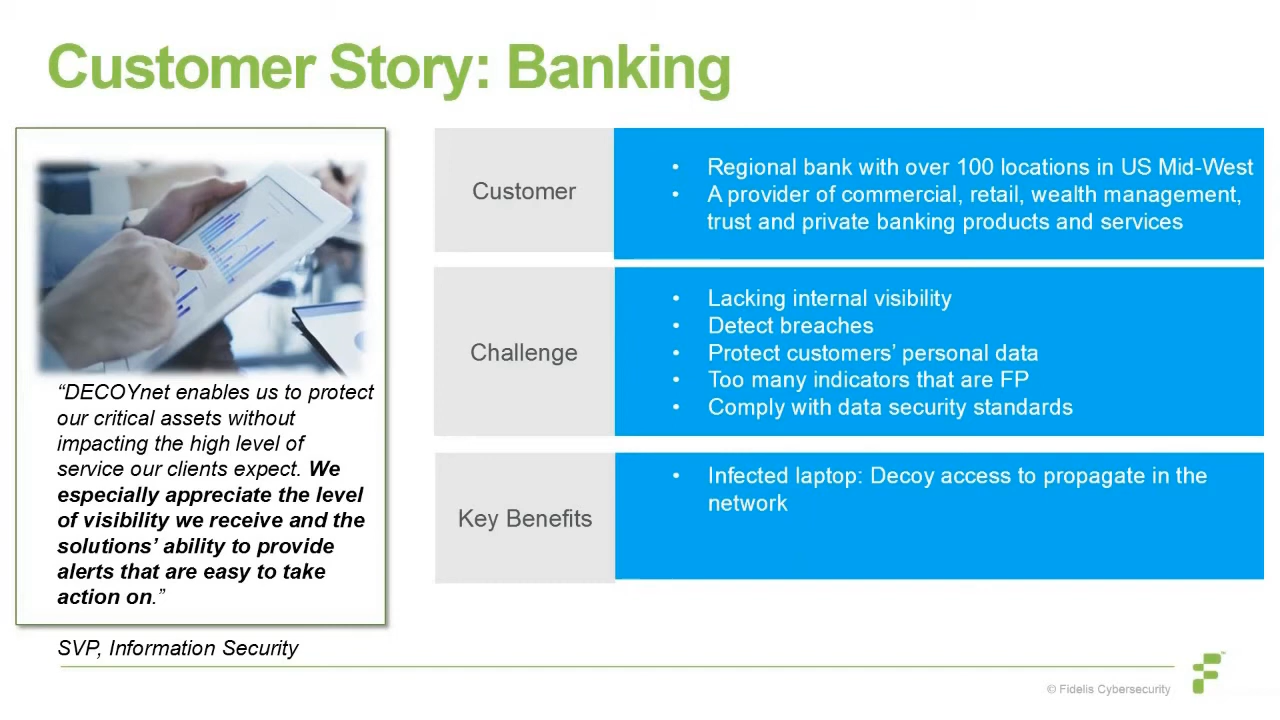 Customer Story: Banking
“DECOYnet enables us to protect
our critical assets without
impacting the high level of
service our clients expect. We
especially appreciate the level
of visibility we receive and the
solutions’ ability to provide
alerts that are easy to take
action on.”
SVP, Information Security
Customer
• Regional bank with over 100 locations in US Mid-West
• A provider of commercial, retail, wealth management,
trust and private banking products and services
Challenge
• Lacking internal visibility
• Detect breaches
• Protect customers’ personal data
• Too many indicators that are FP
• Comply with data security standards
Key Benefits
• Infected laptop: Decoy access to propagate in the
network
© Fidelis Cybersecurity